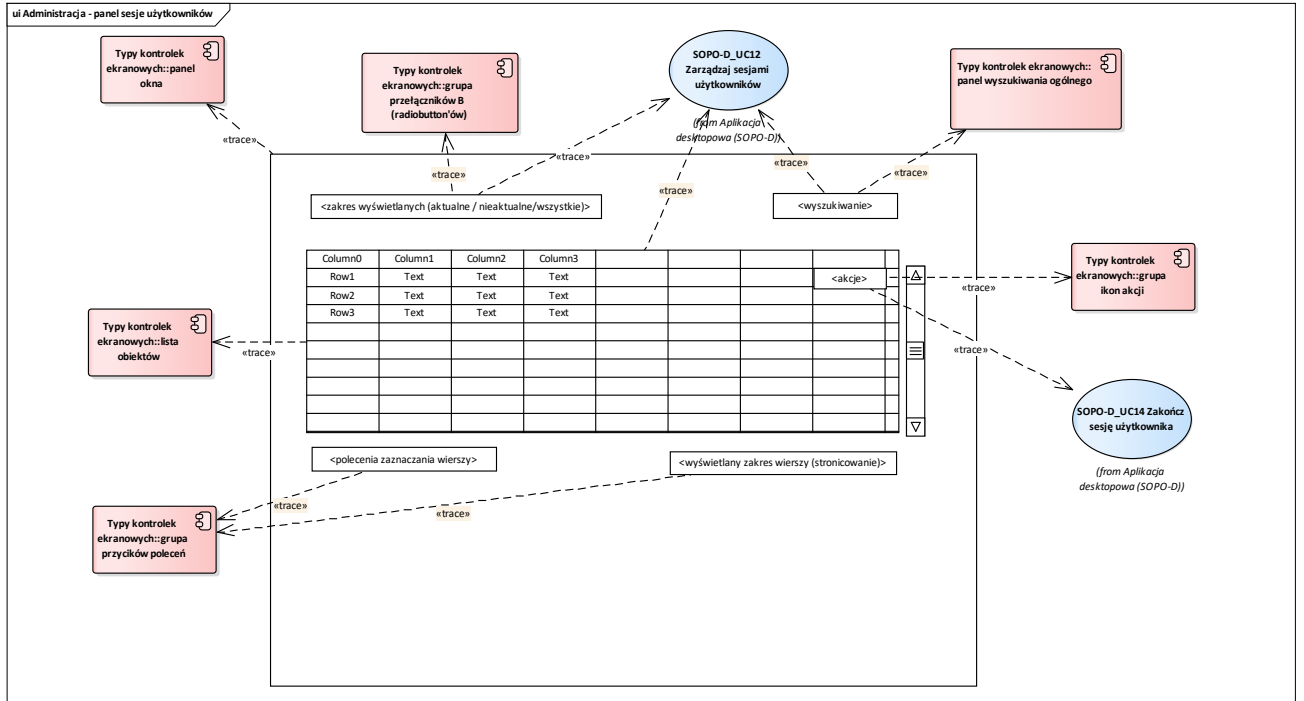 ui Administracja - panel sesje użytkowników
Typy kontrolek
ekranowych::panel
okna
Typy kontrolek
ekranowych::grupa
przełączników B
(radiobutton'ów)
SOPO-D_UC12
Zarządzaj sesjami
użytkowników
(from Aplikacja
desktopowa (SOPO-D))
Typy kontrolek ekranowych::
panel wyszukiwania ogólnego
«trace»
«trace»
«trace»
«trace»
«trace»
«trace»
<zakres wyświetlanych (aktualne / nieaktualne/wszystkie)>
<wyszukiwanie>
Column0 Column1 Column2 Column3
Row1 Text Text Text
Row2 Text Text Text
Row3 Text Text Text
<akcje>
«trace»
Typy kontrolek
ekranowych::grupa
ikon akcji
Typy kontrolek
ekranowych::lista
obiektów
«trace»
«trace»
SOPO-D_UC14 Zakończ
sesję użytkownika
(from Aplikacja
desktopowa (SOPO-D))
<polecenia zaznaczania wierszy>
<wyświetlany zakres wierszy (stronicowanie)>
«trace»
«trace»
Typy kontrolek
ekranowych::grupa
przycików poleceń